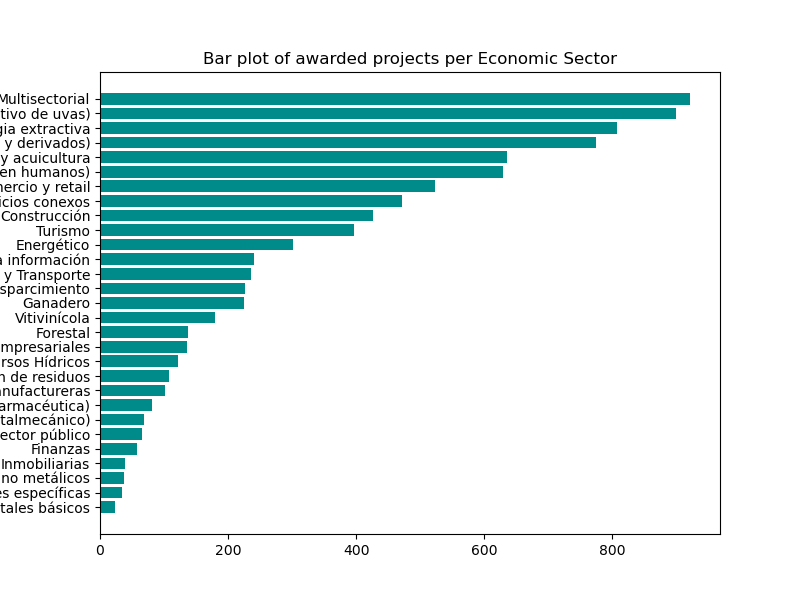 Bar plot of awarded projects per Economic Sector
Multisectorial
tivo de uvas)
gia extractiva
y derivados)
y acuicultura
en humanos)
mercio y retail
icios conexos
Construcción
Turismo
Energético
a información
y Transporte
sparcimiento
Ganadero
Vitivinícola
Forestal
mpresariales
rsos Hídricos
n de residuos
anufactureras
armacéutica)
talmecánico)
ector público
Finanzas
Inmobiliarias
no metálicos
es específicas
tales básicos
0 200 400 600 800